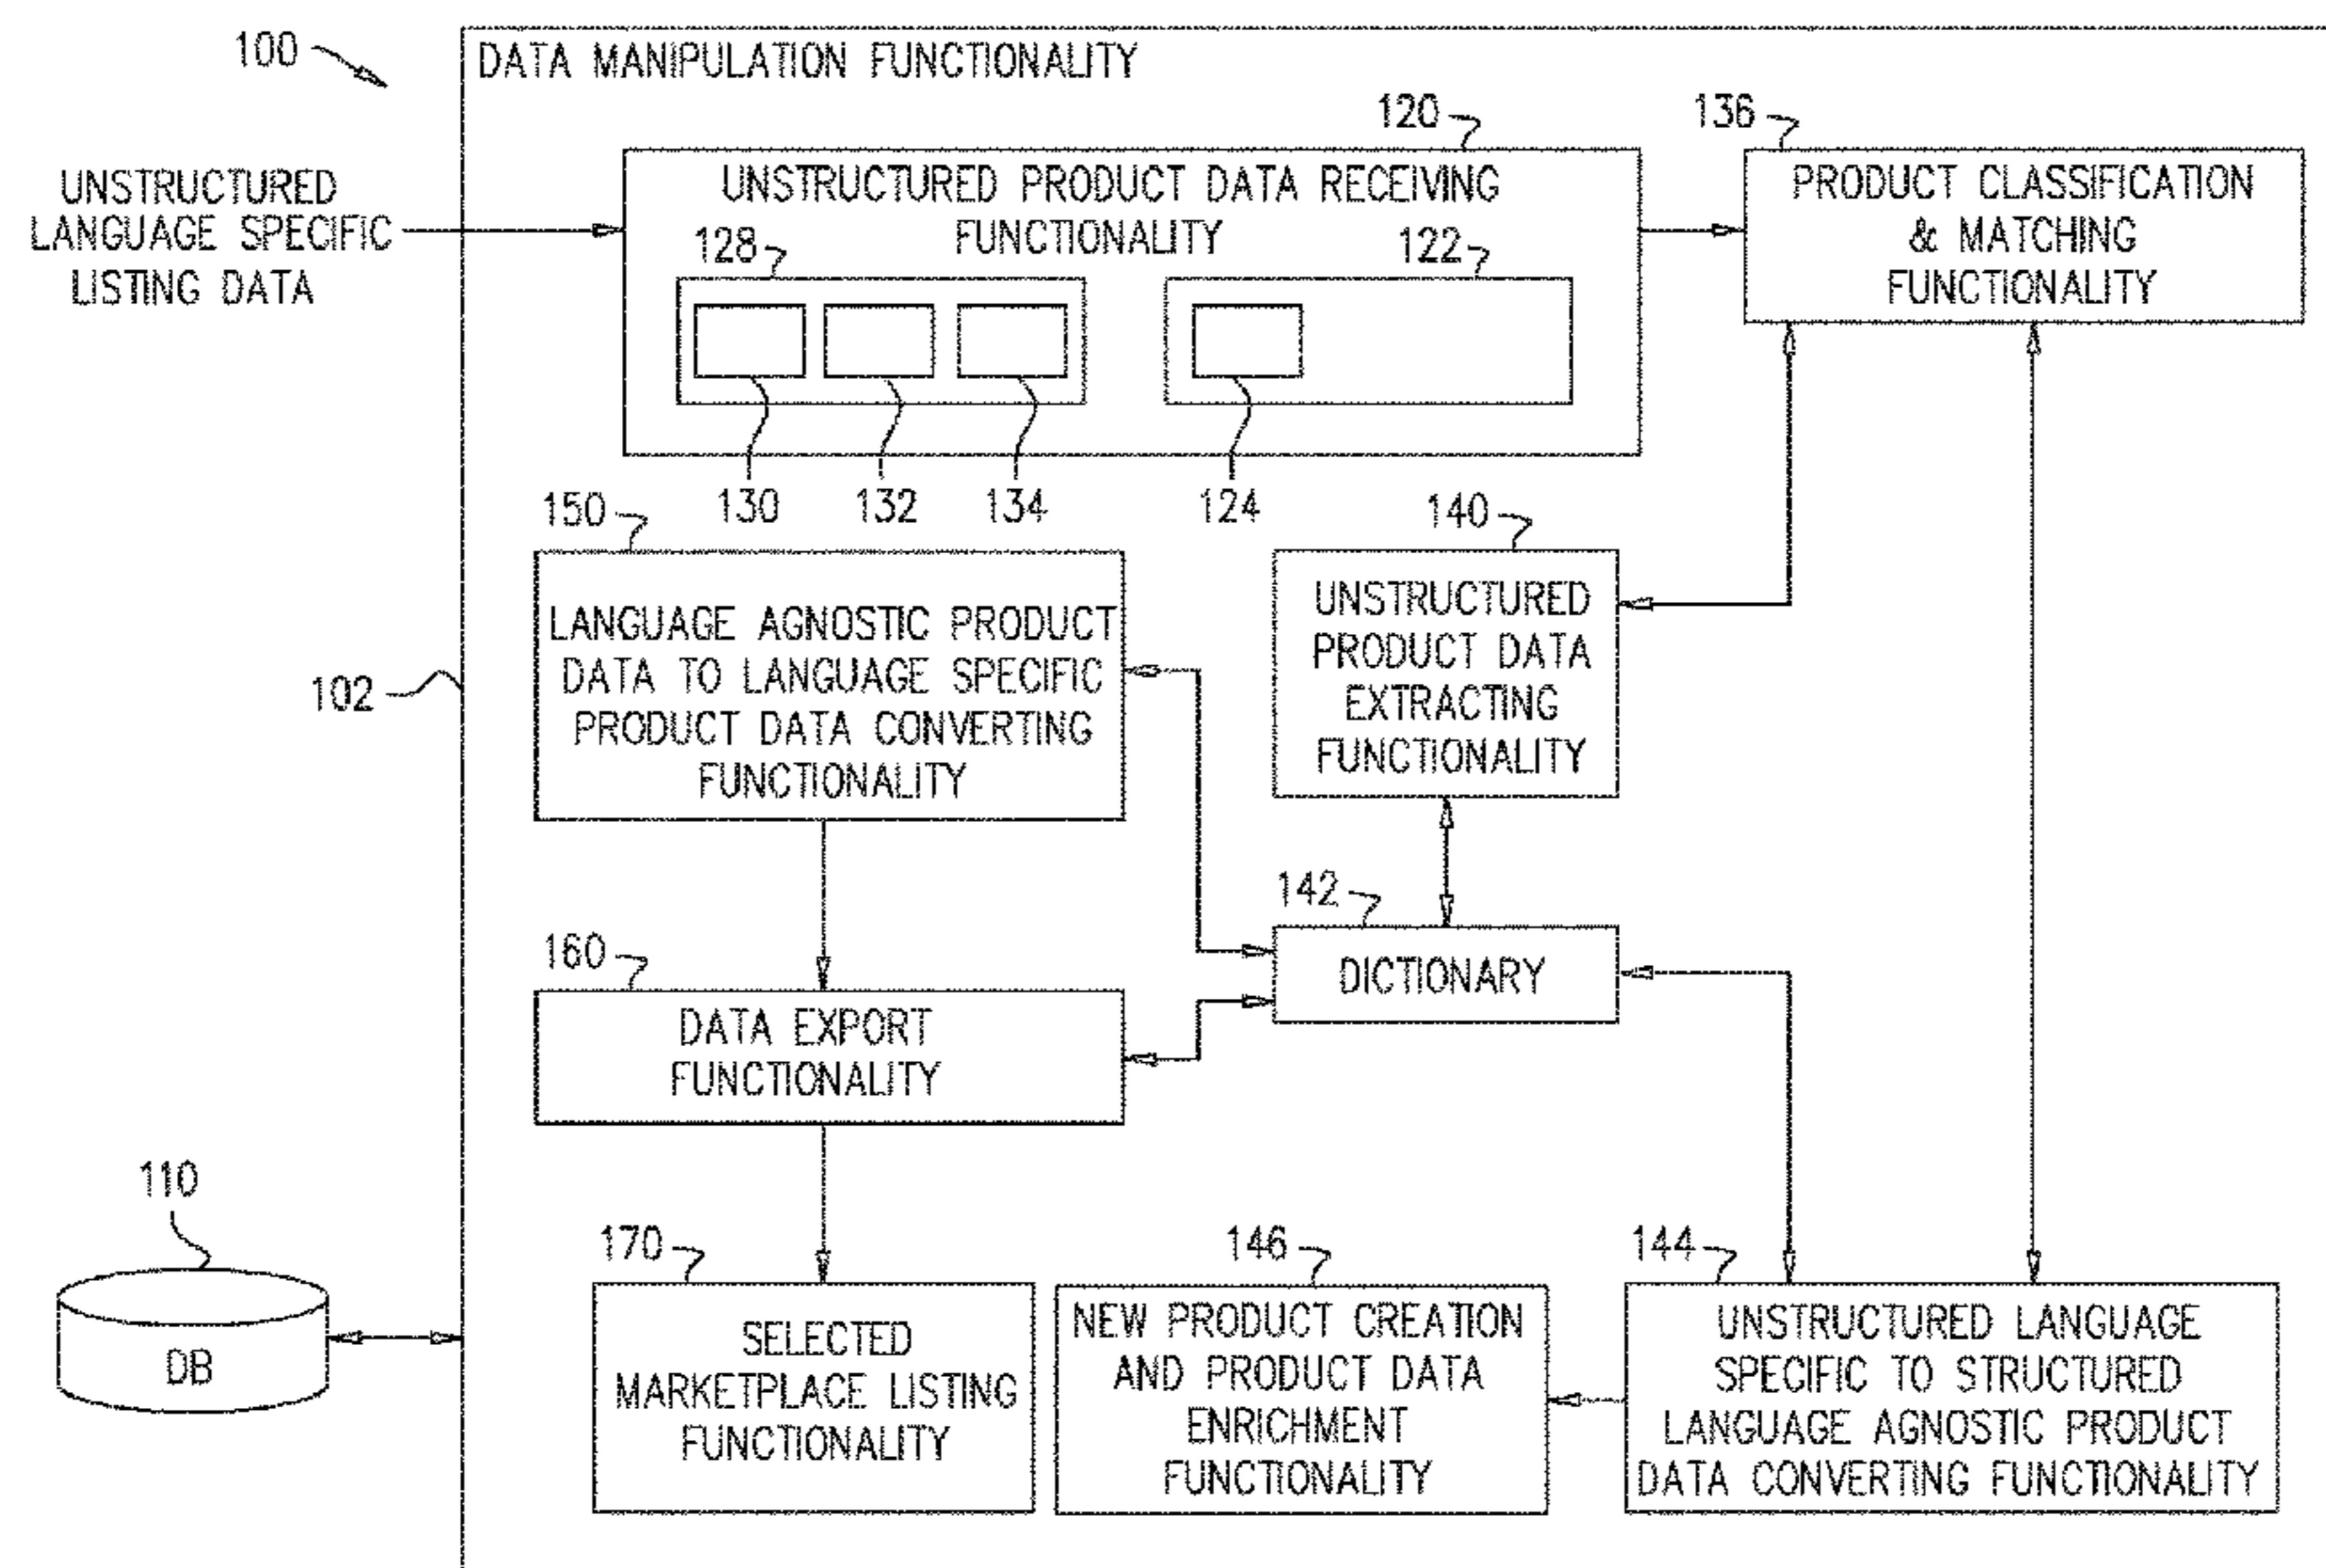 100
DATA MANIPULATION FUNCTIONALITY
120
136
UNSTRUCTURED
LANGUAGE SPECIFIC
LISTING DATA
UNSTRUCTURED PRODUCT DATA RECEIVING
FUNCTIONALITY
128
122
PRODUCT CLASSIFICATION
& MATCHING
FUNCTIONALITY
130
132
134
124
150
140
LANGUAGE AGNOSTIC PRODUCT
DATA TO LANGUAGE SPECIFIC
PRODUCT DATA CONVERTING
FUNCTIONALITY
UNSTRUCTURED
PRODUCT DATA
EXTRACTING
FUNCTIONALITY
102
142
DICTIONARY
160
DATA EXPORT
FUNCTIONALITY
110
DB
170
146
144
SELECTED
MARKETPLACE LISTING
FUNCTIONALITY
NEW PRODUCT CREATION
AND PRODUCT DATA
ENRICHMENT
FUNCTIONALITY
UNSTRUCTURED LANGUAGE
SPECIFIC TO STRUCTURED
LANGUAGE AGNOSTIC PRODUCT
DATA CONVERTING FUNCTIONALITY